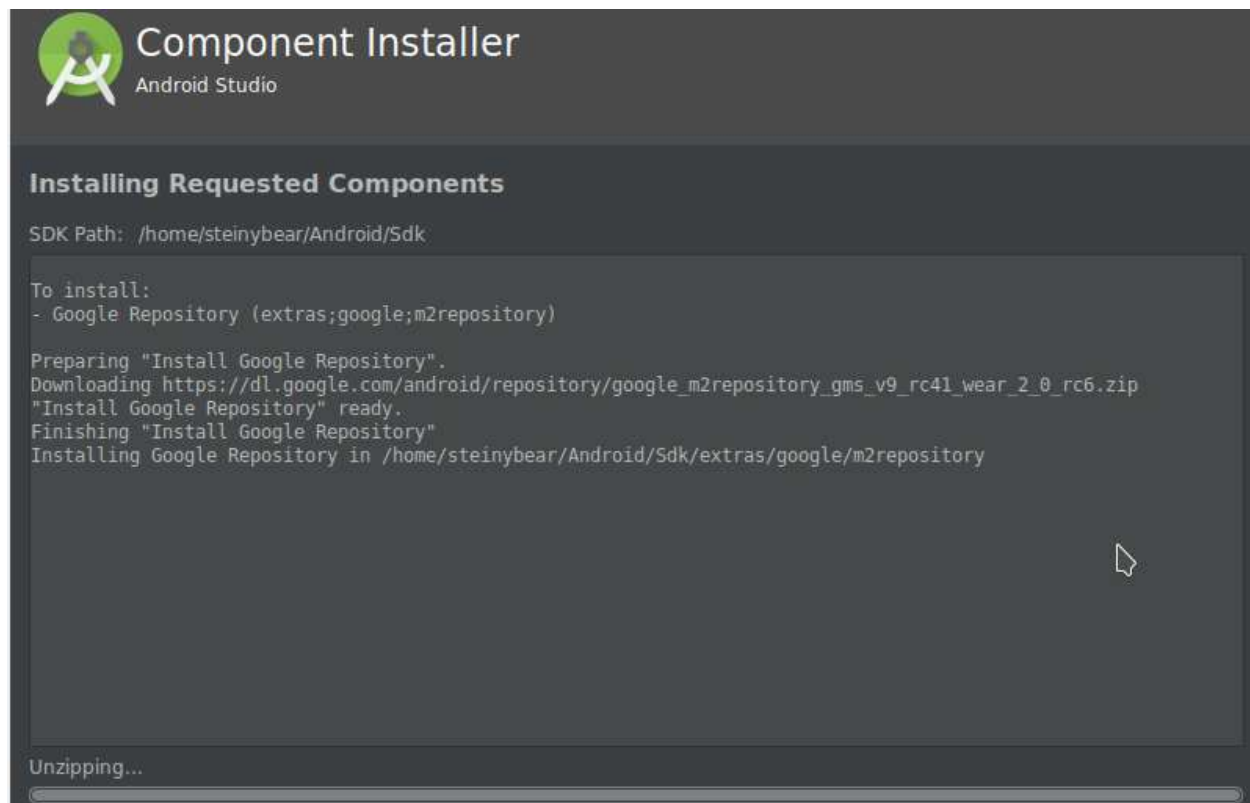 Component Installer
Android Studio
Installing Requested Components
SDK Path: /home/steinybear/Android/Sdk
To install:
- Google Repository (extras;google;m2repository)
Preparing "Install Google Repository".
Downloading https://dl.google.com/android/repository/google_m2repository_gms_v9_rc41_wear_2_0_rc6.zip
"Install Google Repository" ready.
Finishing "Install Google Repository"
Installing Google Repository in /home/steinybear/Android/Sdk/extras/google/m2repository
Unzipping...